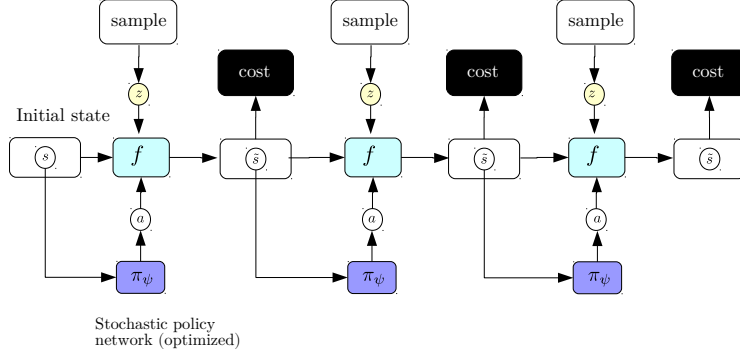 sample sample sample
z cost z cost z cost
Initial state
s f s̃ f s̃ f s̃
a a a
π_ψ π_ψ π_ψ
Stochastic policy
network (optimized)